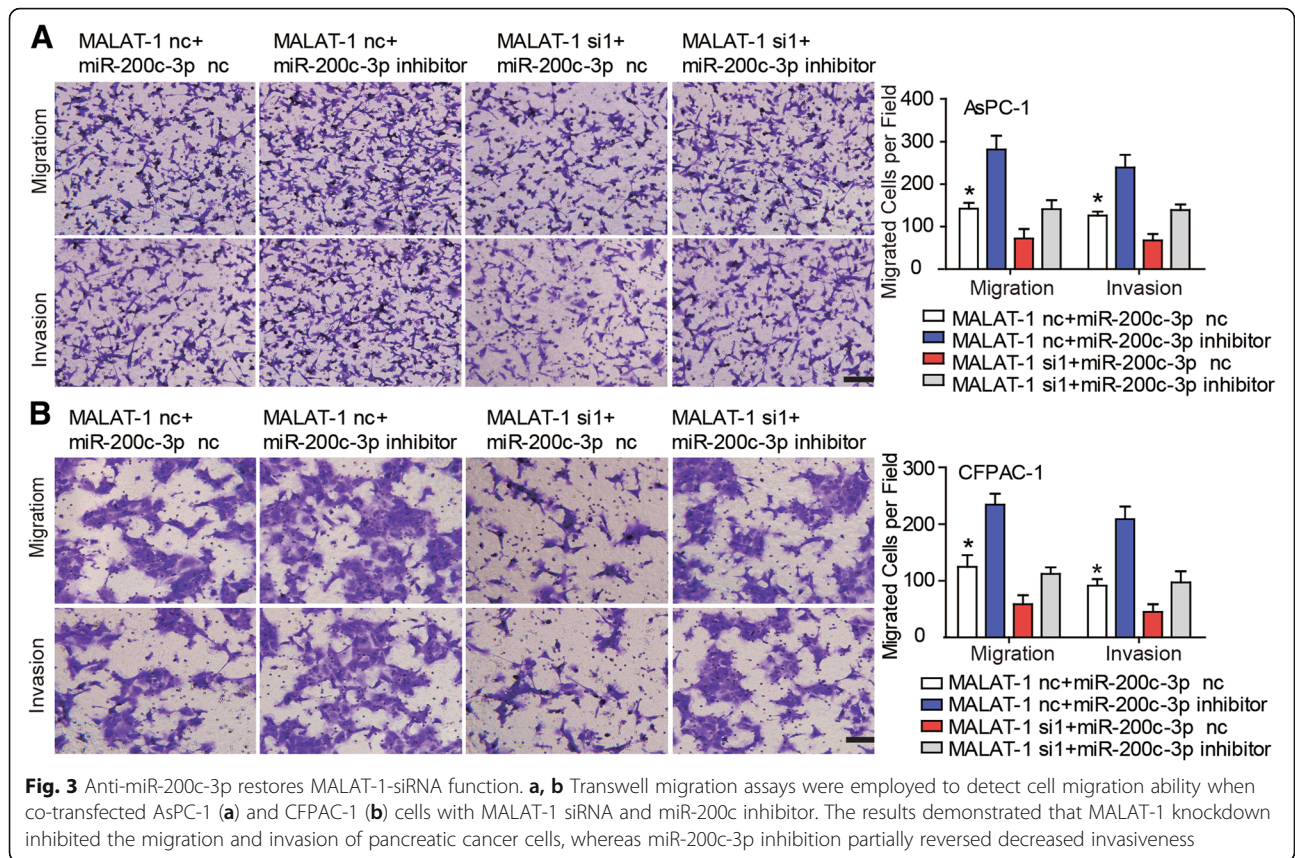 A
MALAT-1 nc+
miR-200c-3p nc
MALAT-1 nc+
miR-200c-3p inhibitor
MALAT-1 si1+
miR-200c-3p nc
MALAT-1 si1+
miR-200c-3p inhibitor
Migratiom
Invasion
Migrated Cells per Field
400
300
200
100
0
AsPC-1
*
*
Migration
Invasion
MALAT-1 nc+miR-200c-3p nc
MALAT-1 nc+miR-200c-3p inhibitor
MALAT-1 si1+miR-200c-3p nc
MALAT-1 si1+miR-200c-3p inhibitor
B
MALAT-1 nc+
miR-200c-3p nc
MALAT-1 nc+
miR-200c-3p inhibitor
MALAT-1 si1+
miR-200c-3p nc
MALAT-1 si1+
miR-200c-3p inhibitor
Migratiom
Invasion
Migrated Cells per Field
300
200
100
0
CFPAC-1
*
*
Migration
Invasion
MALAT-1 nc+miR-200c-3p nc
MALAT-1 nc+miR-200c-3p inhibitor
MALAT-1 si1+miR-200c-3p nc
MALAT-1 si1+miR-200c-3p inhibitor
Fig. 3 Anti-miR-200c-3p restores MALAT-1-siRNA function. a, b Transwell migration assays were employed to detect cell migration ability when
co-transfected AsPC-1 (a) and CFPAC-1 (b) cells with MALAT-1 siRNA and miR-200c inhibitor. The results demonstrated that MALAT-1 knockdown
inhibited the migration and invasion of pancreatic cancer cells, whereas miR-200c-3p inhibition partially reversed decreased invasiveness